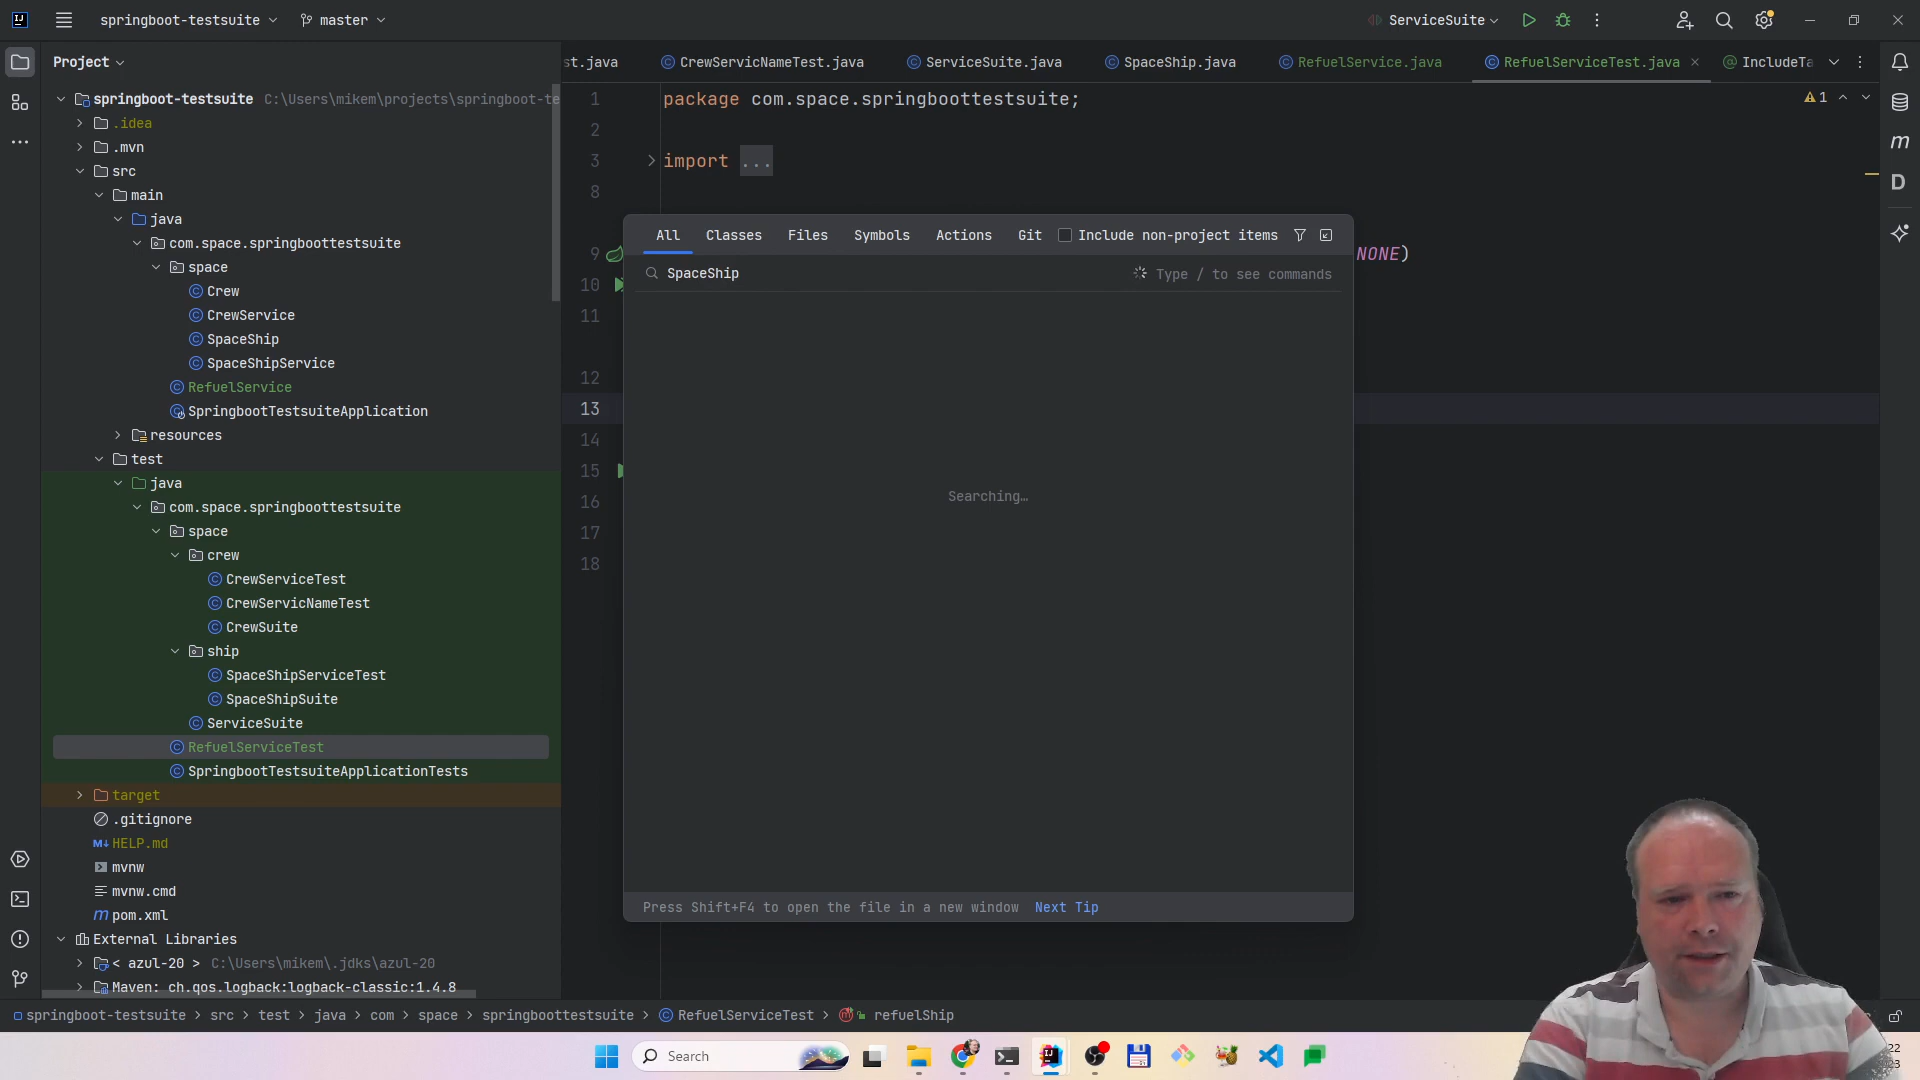 springboot-testsuite
master
ServiceSuite
Project
st.java
CrewServicNameTest.java
ServiceSuite.java
SpaceShip.java
RefuelService.java
RefuelServiceTest.java
IncludeTa
springboot-testsuite C:\Users\mikem\projects\springboot-te
.idea
.mvn
src
main
java
com.space.springboottestsuite
space
Crew
CrewService
SpaceShip
SpaceShipService
RefuelService
SpringbootTestsuiteApplication
resources
test
java
com.space.springboottestsuite
space
crew
CrewServiceTest
CrewServicNameTest
CrewSuite
ship
SpaceShipServiceTest
SpaceShipSuite
ServiceSuite
RefuelServiceTest
SpringbootTestsuiteApplicationTests
target
.gitignore
HELP.md
mvnw
mvnw.cmd
pom.xml
External Libraries
< azul-20 > C:\Users\mikem\.jdks\azul-20
Maven: ch.qos.logback:logback-classic:1.4.8
1 package com.space.springboottestsuite;
1
2
3 import ...
8
9 NONE)
10
11
12
13
14
15
16
17
18
All Classes Files Symbols Actions Git Include non-project items
SpaceShip Type / to see commands
Searching...
Press Shift+F4 to open the file in a new window Next Tip
springboot-testsuite > src > test > java > com > space > springboottestsuite > RefuelServiceTest > refuelShip
Search